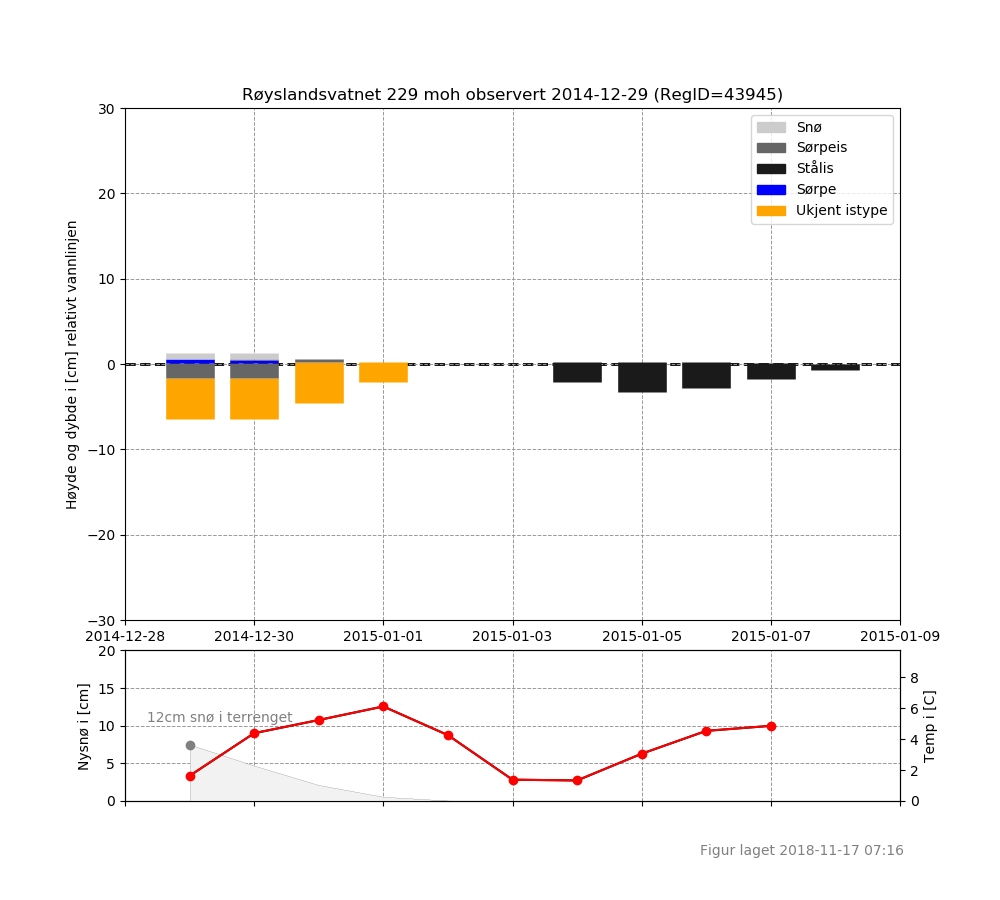 Røyslandsvatnet 229 moh observert 2014-12-29 (RegID=43945)
30
20
10
0
−10
−20
−30
Høyde og dybde i [cm] relativt vannlinjen
Snø
Sørpeis
Stålis
Sørpe
Ukjent istype
2014-12-28
2014-12-30
2015-01-01
2015-01-03
2015-01-05
2015-01-07
2015-01-09
20
15
10
5
0
Nysnø i [cm]
12cm snø i terrenget
8
6
4
2
0
Temp i [C]
Figur laget 2018-11-17 07:16